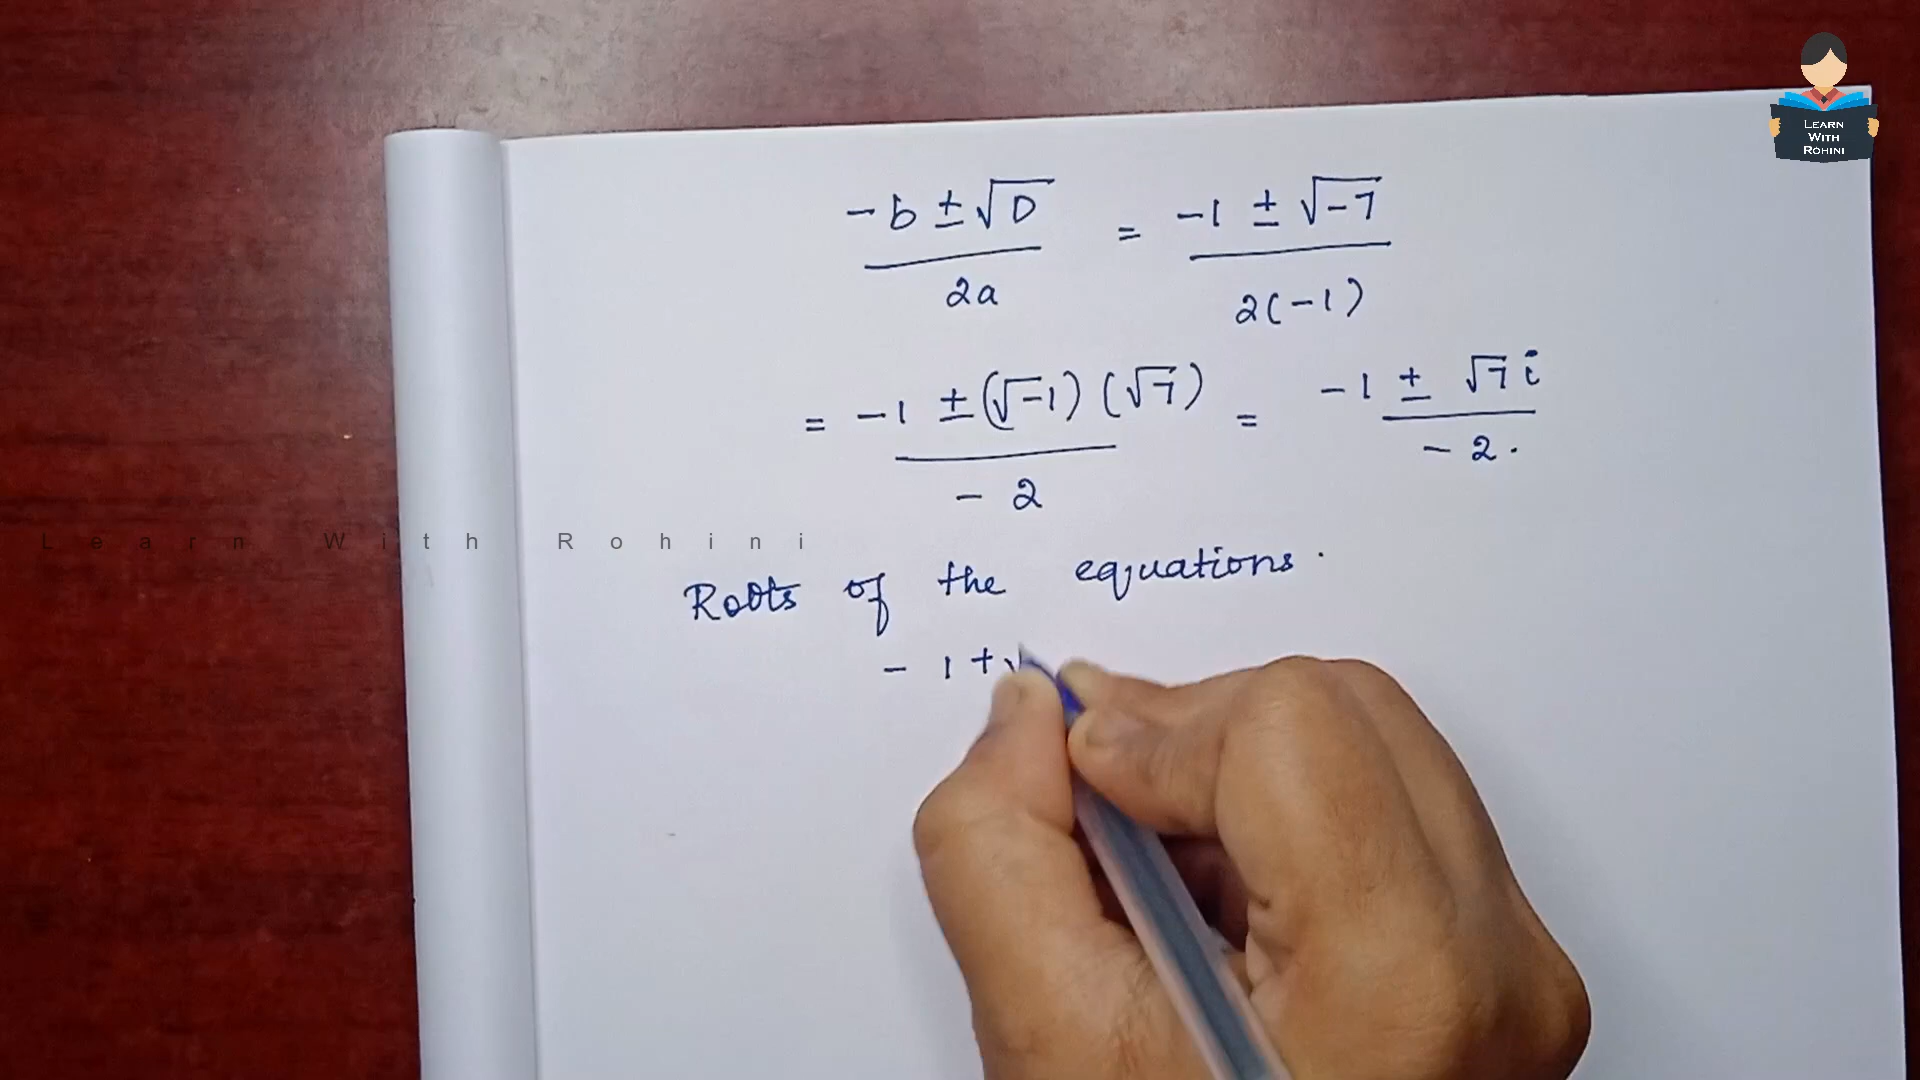 LEARN
WITH
ROHINI
-b ±√D / 2a = -1 ± √-7 / 2(-1)
= -1 ±(√-1) (√7) / - 2 = -1 ± √7 i / - 2.
Learn With Rohini
Roots of the equations.
- 1 + √